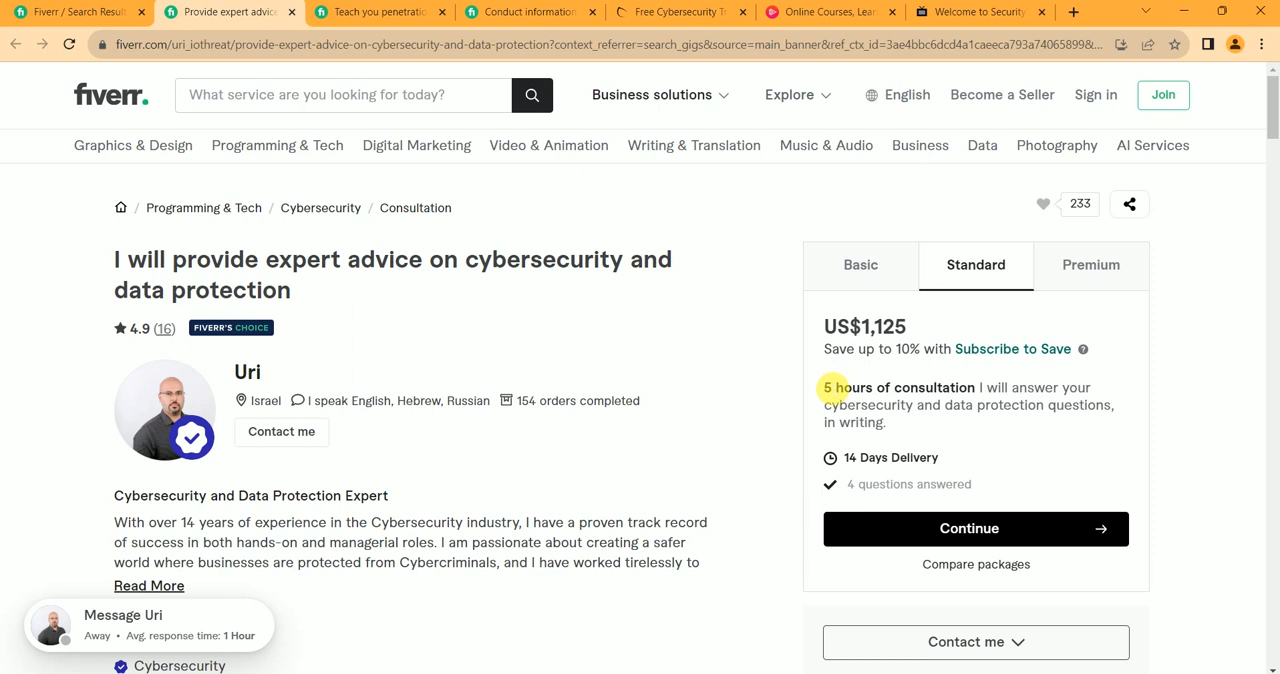 Fiverr / Search Result
Provide expert advice
Teach you penetratio
Conduct information
Free Cybersecurity Tr
Online Courses, Lear
Welcome to Security
fiverr.com/uri_iothreat/provide-expert-advice-on-cybersecurity-and-data-protection?context_referrer=search_gigs&source=main_banner&ref_ctx_id=3ae4bbc6dcd4a1caeeca793a74065899&...
fiverr.
What service are you looking for today?
Business solutions
Explore
English
Become a Seller
Sign in
Join
Graphics & Design
Programming & Tech
Digital Marketing
Video & Animation
Writing & Translation
Music & Audio
Business
Data
Photography
AI Services
/ Programming & Tech / Cybersecurity / Consultation
233
I will provide expert advice on cybersecurity and
data protection
4.9 (16)
FIVERR'S CHOICE
Uri
Israel
I speak English, Hebrew, Russian
154 orders completed
Contact me
Cybersecurity and Data Protection Expert
With over 14 years of experience in the Cybersecurity industry, I have a proven track record
of success in both hands-on and managerial roles. I am passionate about creating a safer
world where businesses are protected from Cybercriminals, and I have worked tirelessly to
Read More
Message Uri
Away • Avg. response time: 1 Hour
Cybersecurity
Basic
Standard
Premium
US$1,125
Save up to 10% with Subscribe to Save ?
5 hours of consultation I will answer your
cybersecurity and data protection questions,
in writing.
14 Days Delivery
4 questions answered
Continue
Compare packages
Contact me